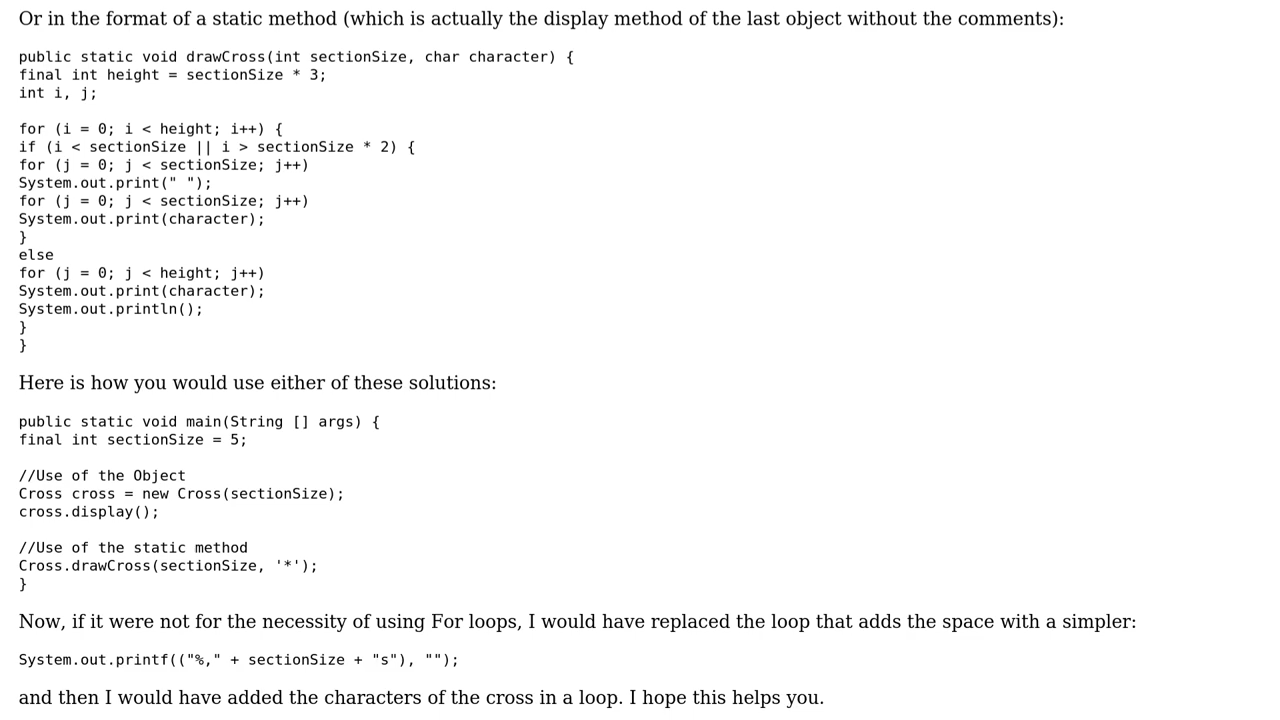 Or in the format of a static method (which is actually the display method of the last object without the comments):
public static void drawCross(int sectionSize, char character) {
final int height = sectionSize * 3;
int i, j;
for (i = 0; i < height; i++) {
if (i < sectionSize || i > sectionSize * 2) {
for (j = 0; j < sectionSize; j++)
System.out.print(" ");
for (j = 0; j < sectionSize; j++)
System.out.print(character);
}
else
for (j = 0; j < height; j++)
System.out.print(character);
System.out.println();
}
}
Here is how you would use either of these solutions:
public static void main(String [] args) {
final int sectionSize = 5;
//Use of the Object
Cross cross = new Cross(sectionSize);
cross.display();
//Use of the static method
Cross.drawCross(sectionSize, '*');
}
Now, if it were not for the necessity of using For loops, I would have replaced the loop that adds the space with a simpler:
System.out.printf(("%," + sectionSize + "s"), "");
and then I would have added the characters of the cross in a loop. I hope this helps you.